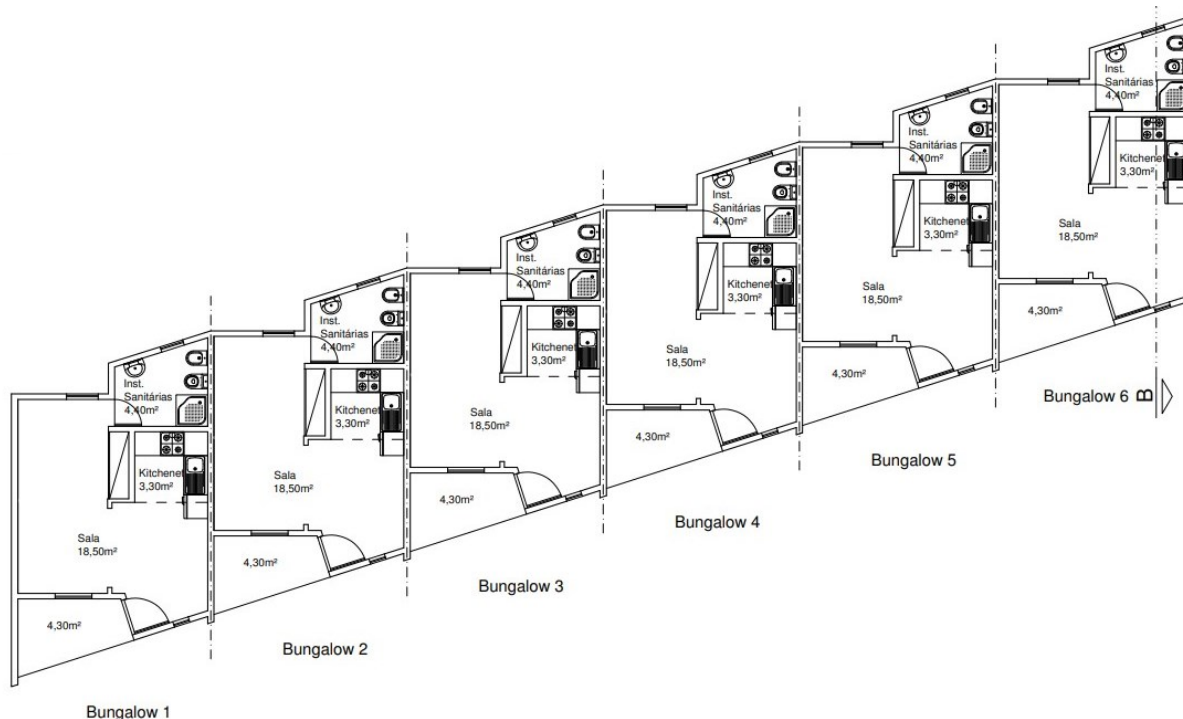 Inst.
Sanitárias
4,40m²
Kitchenet
3,30m²
Sala
18,50m²
4,30m²
Bungalow 1
Inst.
Sanitárias
4,40m²
Kitchenet
3,30m²
Sala
18,50m²
4,30m²
Bungalow 2
Inst.
Sanitárias
4,40m²
Kitchenet
3,30m²
Sala
18,50m²
4,30m²
Bungalow 3
Inst.
Sanitárias
4,40m²
Kitchenet
3,30m²
Sala
18,50m²
4,30m²
Bungalow 4
Inst.
Sanitárias
4,40m²
Kitchenet
3,30m²
Sala
18,50m²
4,30m²
Bungalow 5
Inst.
Sanitárias
4,40m²
Kitchenet
3,30m²
Sala
18,50m²
4,30m²
Bungalow 6
B